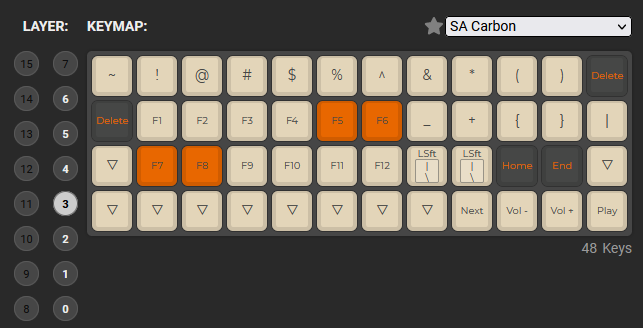 LAYER: KEYMAP: SA Carbon
15 7
14 6
13 5
12 4
11 3
10 2
9 1
8 0
~ ! @ # $ % ^ & * ( ) Delete
Delete F1 F2 F3 F4 F5 F6 _ + { } |
▽ F7 F8 F9 F10 F11 F12 LSft | \ LSft | \ Home End ▽
▽ ▽ ▽ ▽ ▽ ▽ ▽ ▽ Next Vol - Vol + Play
48 Keys